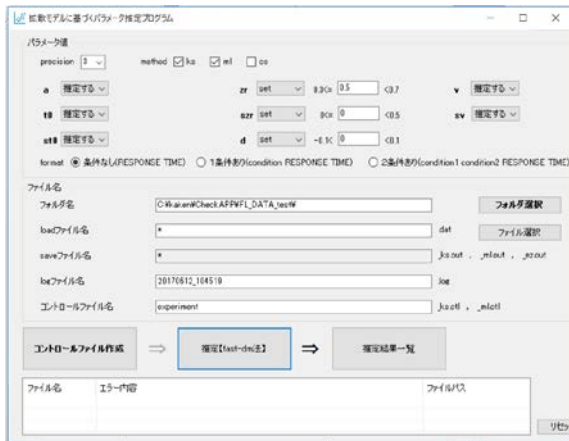 拡散モデルに基づくパラメータ推定プログラム
パラメータ値
precision 3 method ks ml cs
a 推定する zr set 0.3<= 0.5 <0.7 v 推定する
t0 推定する szr set 0<= 0 <0.5 sv 推定する
st0 推定する d set -0.1< 0 <0.1
format 条件なし(RESPONSE TIME) 1条件あり(condition RESPONSE TIME) 2条件あり(condition1 condition2 RESPONSE TIME)
ファイル名
フォルダ名 C:¥kaken¥Check APP¥FL_DATA_test¥ フォルダ選択
loadファイル名 * dat ファイル選択
saveファイル名 * _ks.out , _ml.out ,
logファイル名 20170612_104519 .log
コントロールファイル名 experiment _ks.ctl , _ml.ctl
コントロールファイル作成 ⇒ 推定【fast-dm法】 ⇒ 推定結果一覧
ファイル名 エラー内容 ファイルパス
リセッ